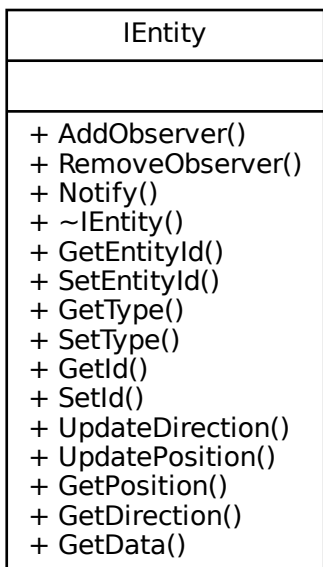 IEntity
+ AddObserver()
+ RemoveObserver()
+ Notify()
+ ~IEntity()
+ GetEntityId()
+ SetEntityId()
+ GetType()
+ SetType()
+ GetId()
+ SetId()
+ UpdateDirection()
+ UpdatePosition()
+ GetPosition()
+ GetDirection()
+ GetData()